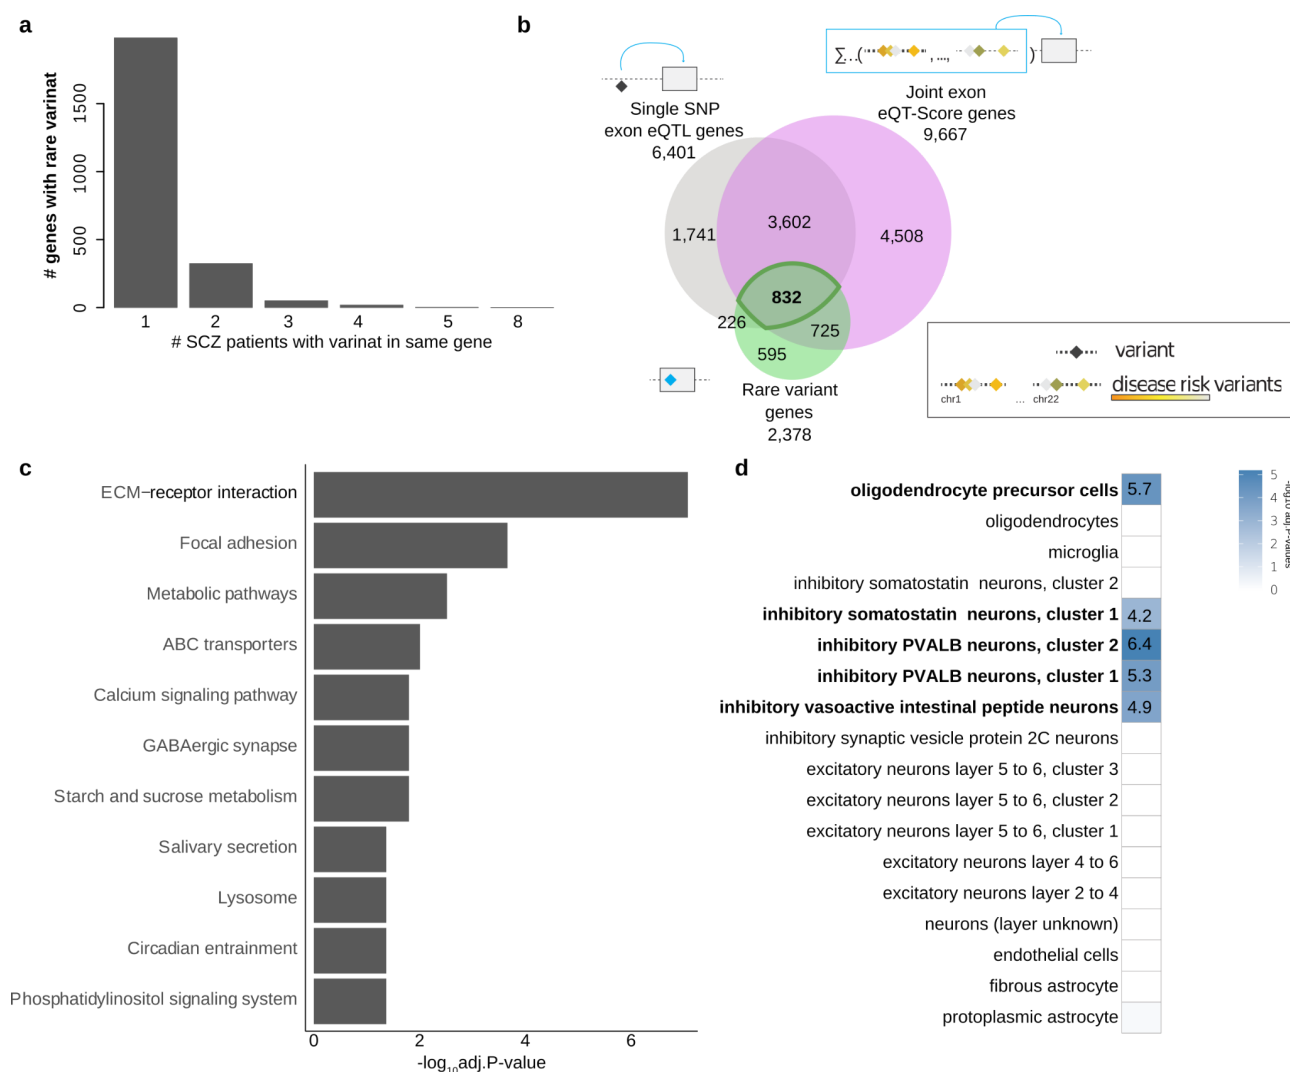 a
# genes with rare varinat
0
500
1000
1500
1
2
3
4
5
8
# SCZ patients with varinat in same gene
b
∑...( , ..., )
Single SNP
exon eQTL genes
6,401
Joint exon
eQT-Score genes
9,667
1,741
3,602
4,508
832
226
725
595
Rare variant
genes
2,378
variant
chr1 ... chr22
disease risk variants
c
ECM−receptor interaction
Focal adhesion
Metabolic pathways
ABC transporters
Calcium signaling pathway
GABAergic synapse
Starch and sucrose metabolism
Salivary secretion
Lysosome
Circadian entrainment
Phosphatidylinositol signaling system
0
2
4
6
-log10adj.P-value
d
oligodendrocyte precursor cells 5.7
oligodendrocytes
microglia
inhibitory somatostatin neurons, cluster 2
inhibitory somatostatin neurons, cluster 1 4.2
inhibitory PVALB neurons, cluster 2 6.4
inhibitory PVALB neurons, cluster 1 5.3
inhibitory vasoactive intestinal peptide neurons 4.9
inhibitory synaptic vesicle protein 2C neurons
excitatory neurons layer 5 to 6, cluster 3
excitatory neurons layer 5 to 6, cluster 2
excitatory neurons layer 5 to 6, cluster 1
excitatory neurons layer 4 to 6
excitatory neurons layer 2 to 4
neurons (layer unknown)
endothelial cells
fibrous astrocyte
protoplasmic astrocyte
5
4
3
2
1
0
-log10 adj.P-values